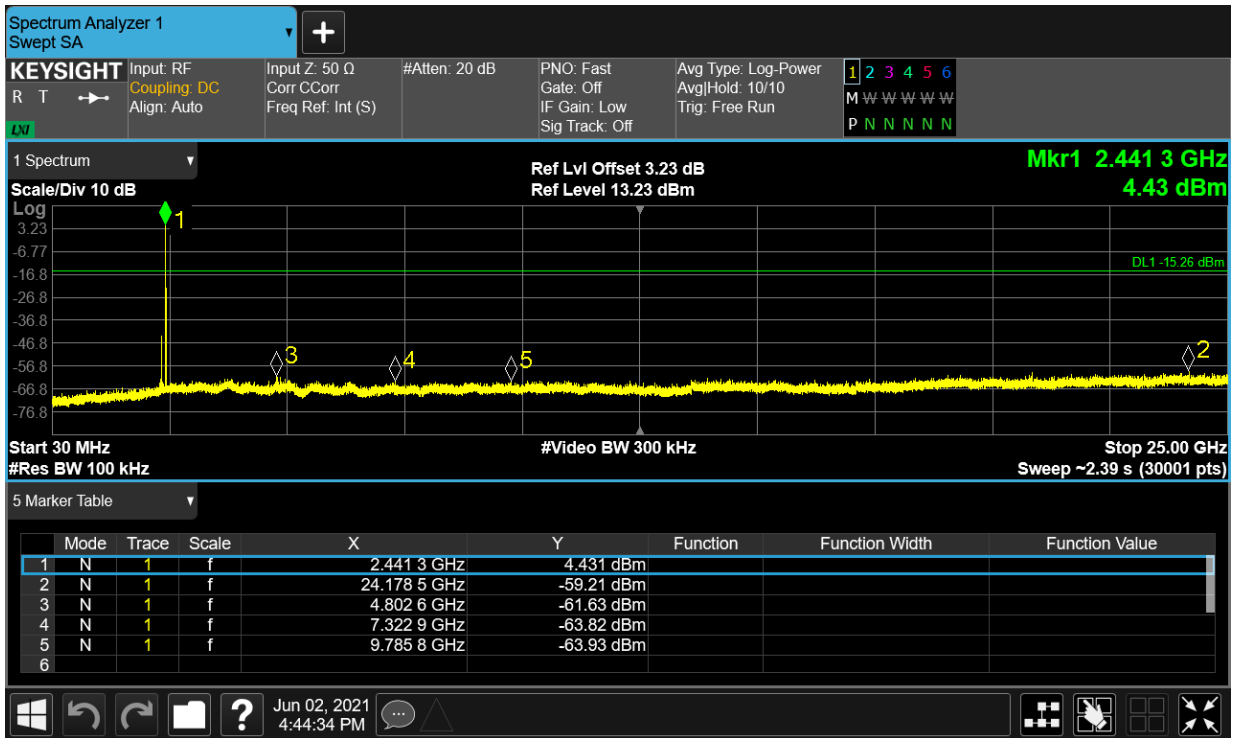 Spectrum Analyzer 1
Swept SA
KEYSIGHT
R T
LXI
Input: RF
Coupling: DC
Align: Auto
Input Z: 50 Ω
Corr CCorr
Freq Ref: Int (S)
#Atten: 20 dB
PNO: Fast
Gate: Off
IF Gain: Low
Sig Track: Off
Avg Type: Log-Power
Avg|Hold: 10/10
Trig: Free Run
1 2 3 4 5 6
M W W W W W
P N N N N N N
1 Spectrum
Scale/Div 10 dB
Ref Lvl Offset 3.23 dB
Ref Level 13.23 dBm
Mkr1 2.441 3 GHz
4.43 dBm
Log
3.23
-6.77
-16.8
-26.8
-36.8
-46.8
-56.8
-66.8
-76.8
1
DL1 -15.26 dBm
3
4
5
2
Start 30 MHz
#Res BW 100 kHz
#Video BW 300 kHz
Stop 25.00 GHz
Sweep ~2.39 s (30001 pts)
5 Marker Table
Mode Trace Scale X Y Function Function Width Function Value
1 N 1 f 2.441 3 GHz 4.431 dBm
2 N 1 f 24.178 5 GHz -59.21 dBm
3 N 1 f 4.802 6 GHz -61.63 dBm
4 N 1 f 7.322 9 GHz -63.82 dBm
5 N 1 f 9.785 8 GHz -63.93 dBm
6
?
Jun 02, 2021
4:44:34 PM